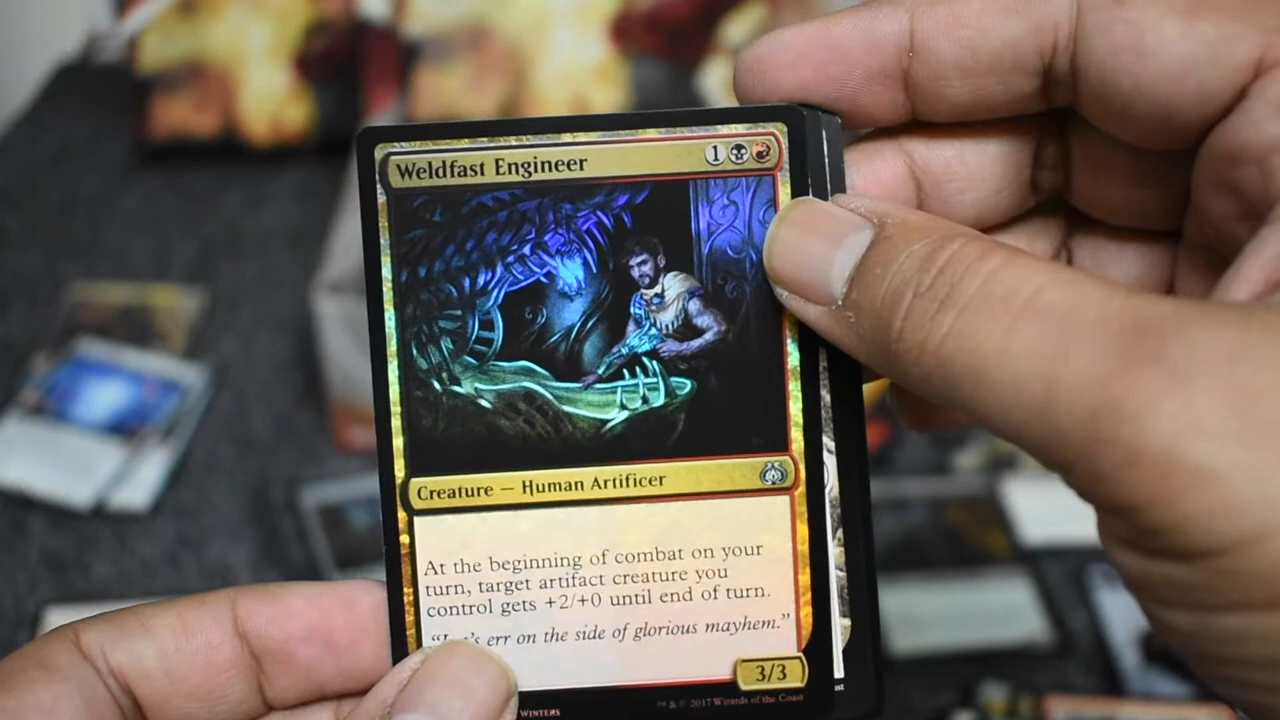 Weldfast Engineer 1
Creature — Human Artificer
At the beginning of combat on your
turn, target artifact creature you
control gets +2/+0 until end of turn.
err on the side of glorious mayhem."
3/3
WINTERS
™ & © 2017 Wizards of the Coast